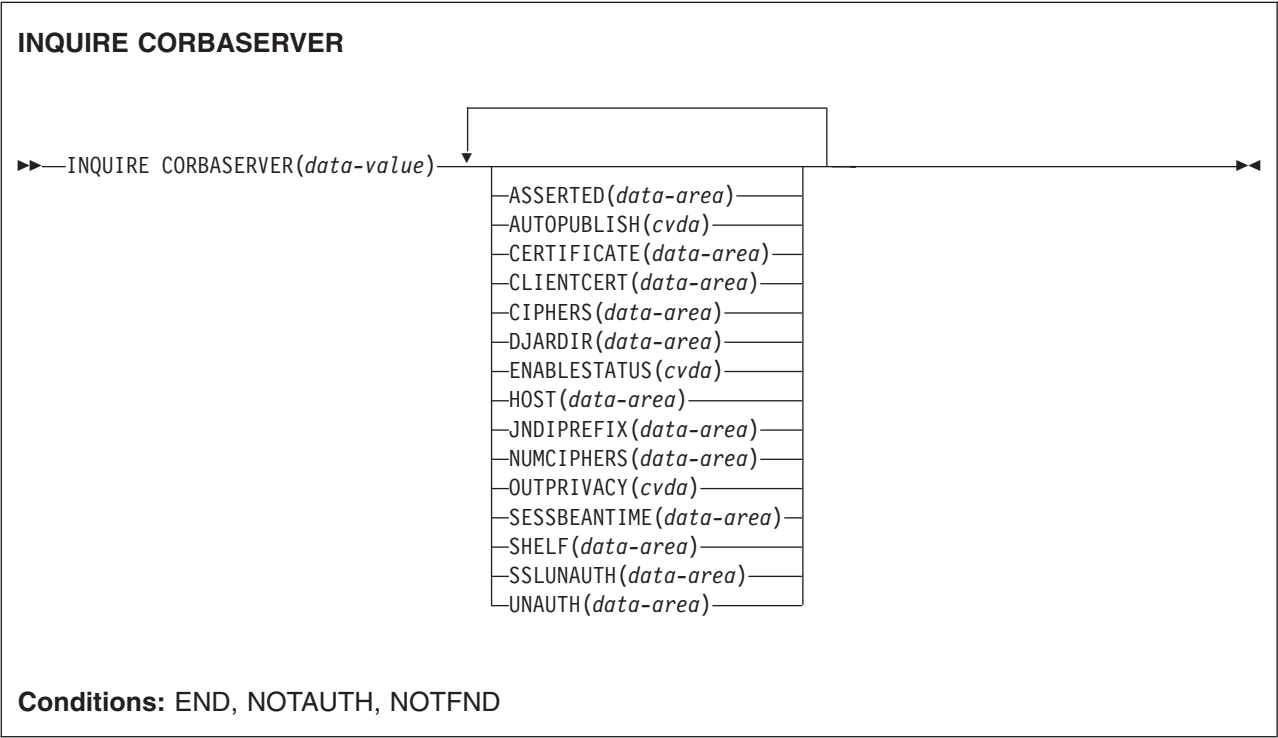 INQUIRE CORBASERVER
INQUIRE CORBASERVER(data-value)
ASSERTED(data-area)
AUTOPUBLISH(cvda)
CERTIFICATE(data-area)
CLIENTCERT(data-area)
CIPHERS(data-area)
DJARDIR(data-area)
ENABLESTATUS(cvda)
HOST(data-area)
JNDIPREFIX(data-area)
NUMCIPHERS(data-area)
OUTPRIVACY(cvda)
SESSBEANTIME(data-area)
SHELF(data-area)
SSLUNAUTH(data-area)
UNAUTH(data-area)
Conditions: END, NOTAUTH, NOTFND